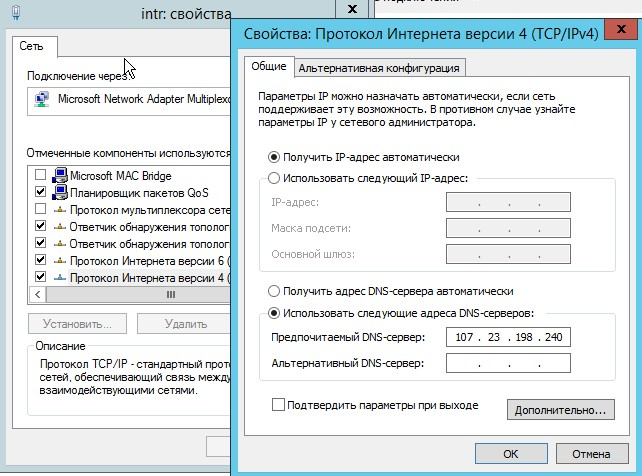 intr: свойства
Сеть
Подключение через:
Microsoft Network Adapter Multiplexo
Отмеченные компоненты используются
Microsoft MAC Bridge
Планировщик пакетов QoS
Протокол мультиплексора сете
Ответчик обнаружения тополог
Ответчик обнаружения тополог
Протокол Интернета версии 6 (
Протокол Интернета версии 4 (
Установить...
Удалить
Описание
Протокол TCP/IP - стандартный прото
сетей, обеспечивающий связь между
взаимодействующими сетями.
Свойства: Протокол Интернета версии 4 (TCP/IPv4)
Общие
Альтернативная конфигурация
Параметры IP можно назначать автоматически, если сеть
поддерживает эту возможность. В противном случае узнайте
параметры IP у сетевого администратора.
Получить IP-адрес автоматически
Использовать следующий IP-адрес:
IP-адрес:
Маска подсети:
Основной шлюз:
Получить адрес DNS-сервера автоматически
Использовать следующие адреса DNS-серверов:
Предпочитаемый DNS-сервер: 107 . 23 . 198 . 240
Альтернативный DNS-сервер:
Подтвердить параметры при выходе
Дополнительно...
ОК
Отмена